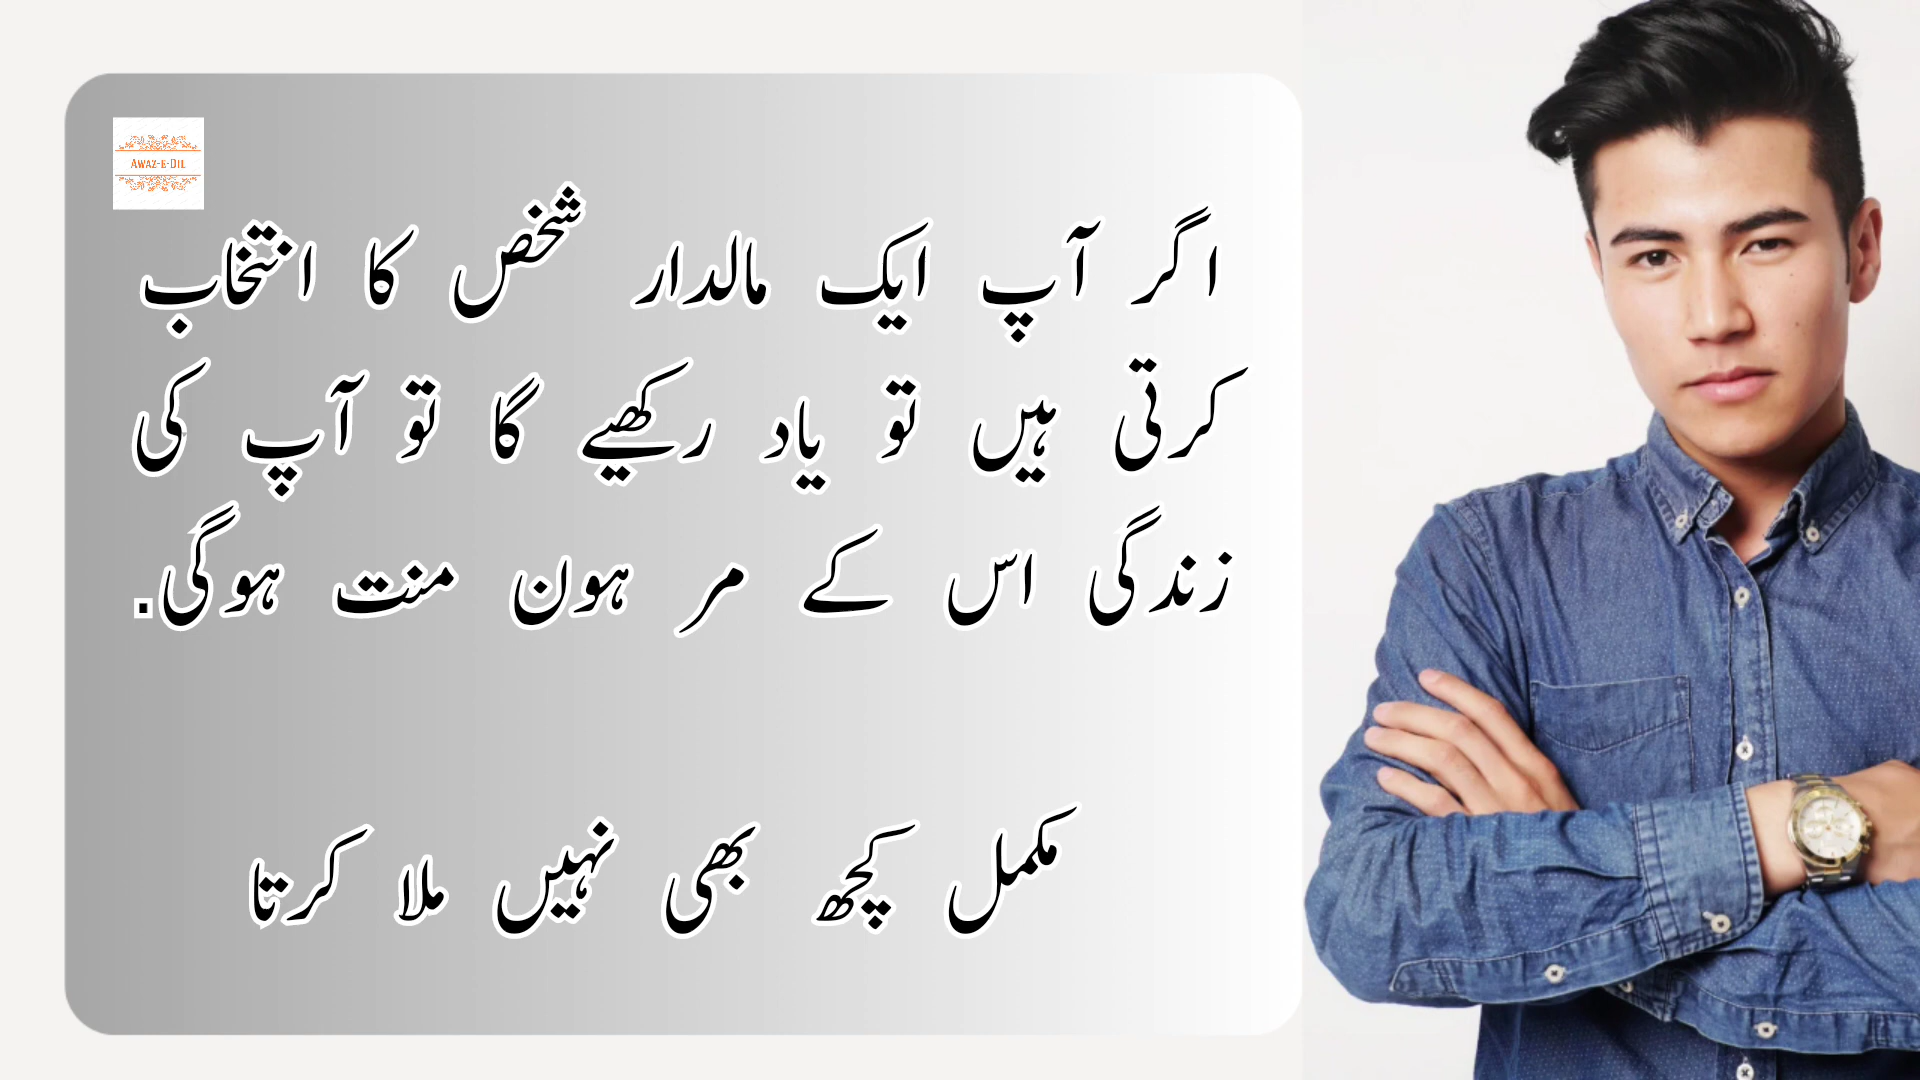 AWAZ-E-DIL
اگر آپ ایک مالدار شخص کا انتخاب
کرتی ہیں تو یاد رکھیے گا تو آپ کی
زندگی اس کے مر ہون منت ہوگی.
مکمل کچھ بھی نہیں ملا کرتا